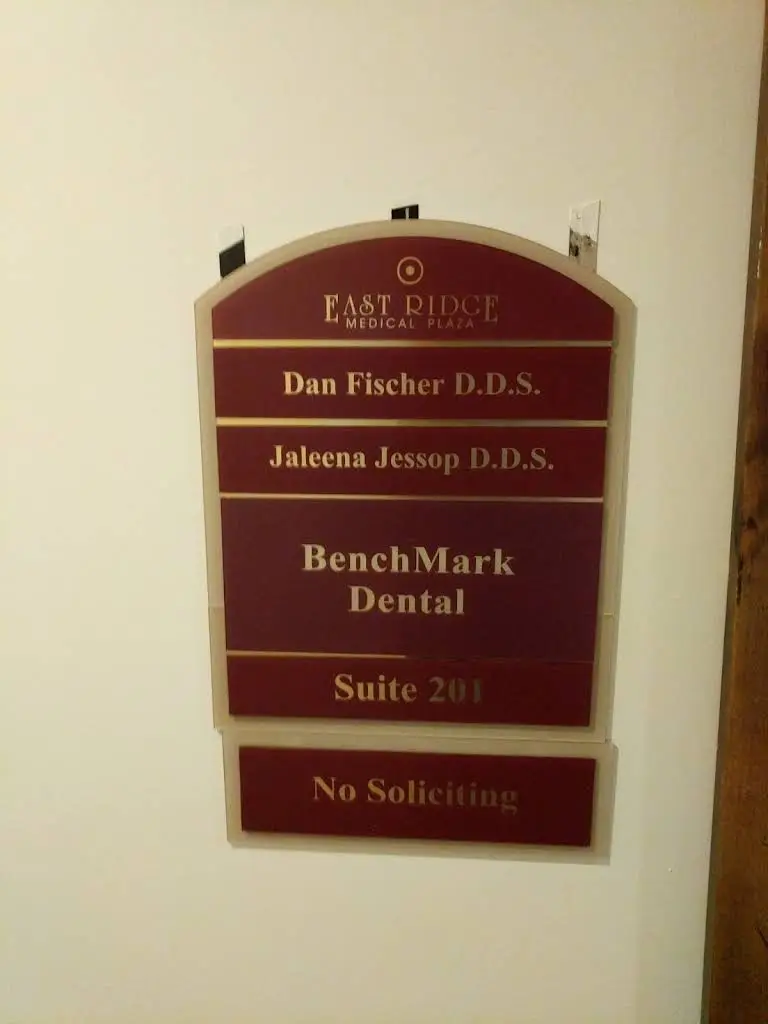 EAST RIDGE
MEDICAL PLAZA
Dan Fischer D.D.S.
Jaleena Jessop D.D.S.
BenchMark
Dental
Suite 201
No Soliciting